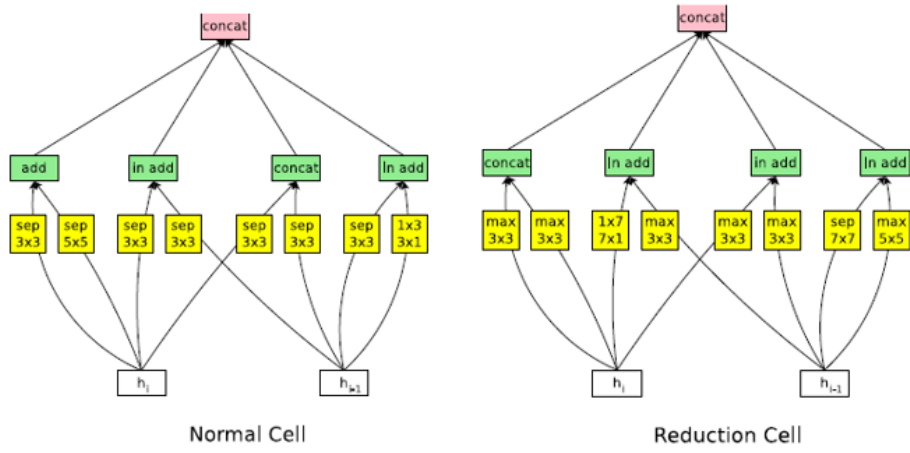 concat
add
in add
concat
ln add
sep
3x3
sep
5x5
sep
3x3
sep
3x3
sep
3x3
sep
3x3
sep
3x3
1x3
3x1
hᵢ
hᵢ₋₁
Normal Cell
concat
concat
ln add
in add
ln add
max
3x3
max
3x3
1x7
7x1
max
3x3
max
3x3
max
3x3
sep
7x7
max
5x5
hᵢ
hᵢ₋₁
Reduction Cell